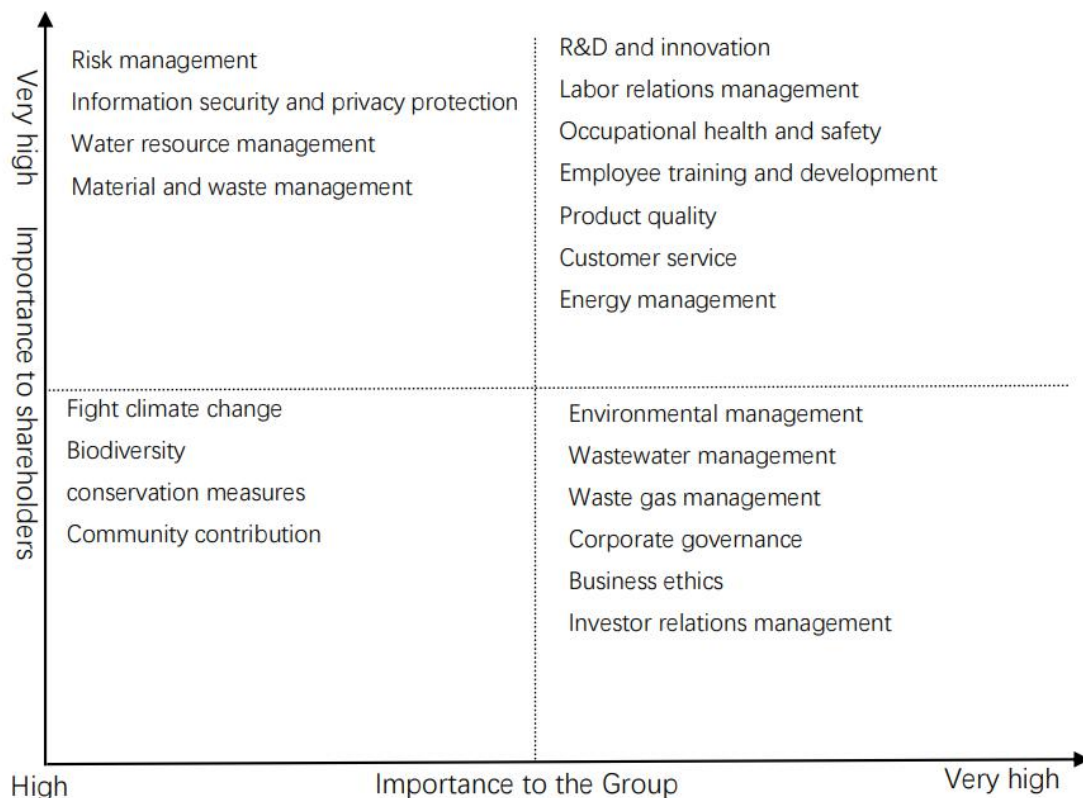 Very high
Importance to shareholders
Risk management
Information security and privacy protection
Water resource management
Material and waste management
R&D and innovation
Labor relations management
Occupational health and safety
Employee training and development
Product quality
Customer service
Energy management
Fight climate change
Biodiversity
conservation measures
Community contribution
Environmental management
Wastewater management
Waste gas management
Corporate governance
Business ethics
Investor relations management
High
Importance to the Group
Very high